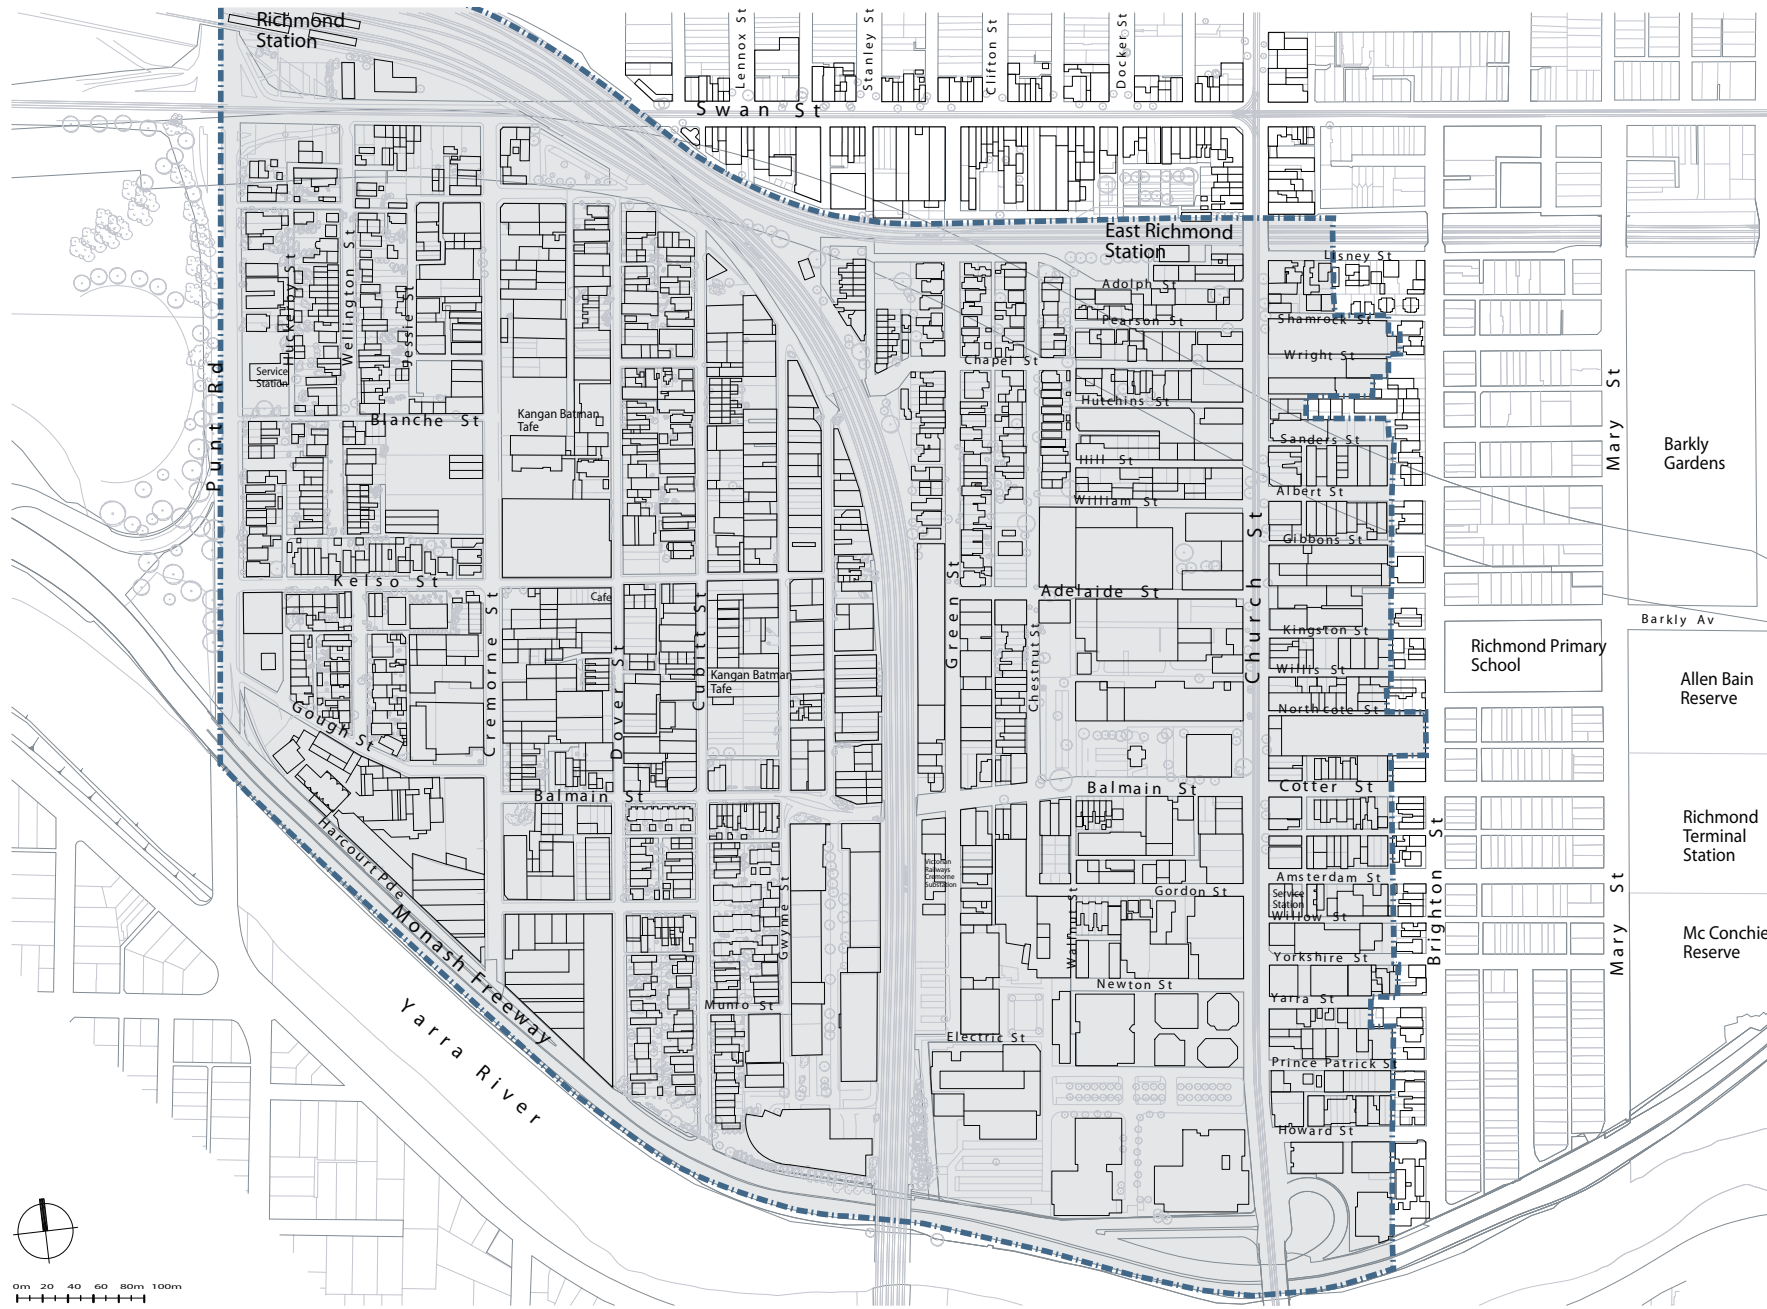 Richmond
Station
Lennox St
Stanley St
Clifton St
Docker St
Swan St
East Richmond
Station
Lisney St
Adolph St
Pearson St
Shamrock St
Huckerby St
Wellington St
Jessie St
Service
Station
Punt Rd
Chapel St
Wright St
Hutchins St
Mary St
Blanche St
Kangan Batman
Tafe
Sanders St
Barkly
Gardens
Hill St
William St
Albert St
Church St
Gibbons St
Kelso St
Cremorne St
Cafe
Dover St
Cubitt St
Green St
Adelaide St
Chestnut St
Kingston St
Barkly Av
Richmond Primary
School
Willis St
Kangan Batman
Tafe
Allen Bain
Reserve
Northcote St
Gough St
Balmain St
Balmain St
Cotter St
Harcourt Pde
Richmond
Terminal
Station
Brighton St
Victorian
Railways
Cremorne
Substation
Amsterdam St
Gordon St
Service
Station
Willow St
Walnut St
Gwynne St
Mary St
Monash Freeway
Mc Conchie
Reserve
Yorkshire St
Newton St
Munro St
Yarra St
Yarra River
Electric St
Prince Patrick St
Howard St
0m 20 40 60 80m 100m